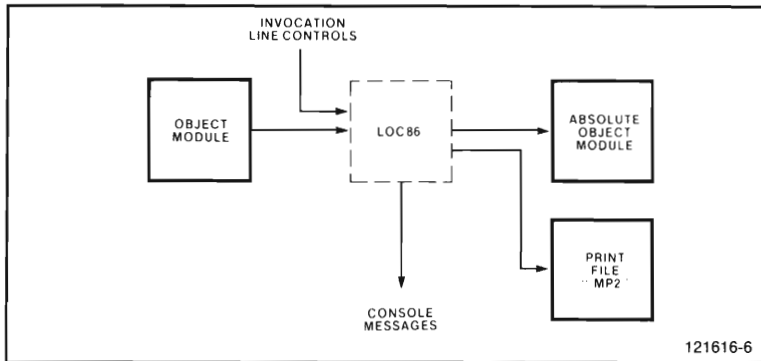 INVOCATION
LINE CONTROLS
OBJECT
MODULE
LOC86
ABSOLUTE
OBJECT
MODULE
PRINT
FILE
"MP2"
CONSOLE
MESSAGES
121616-6